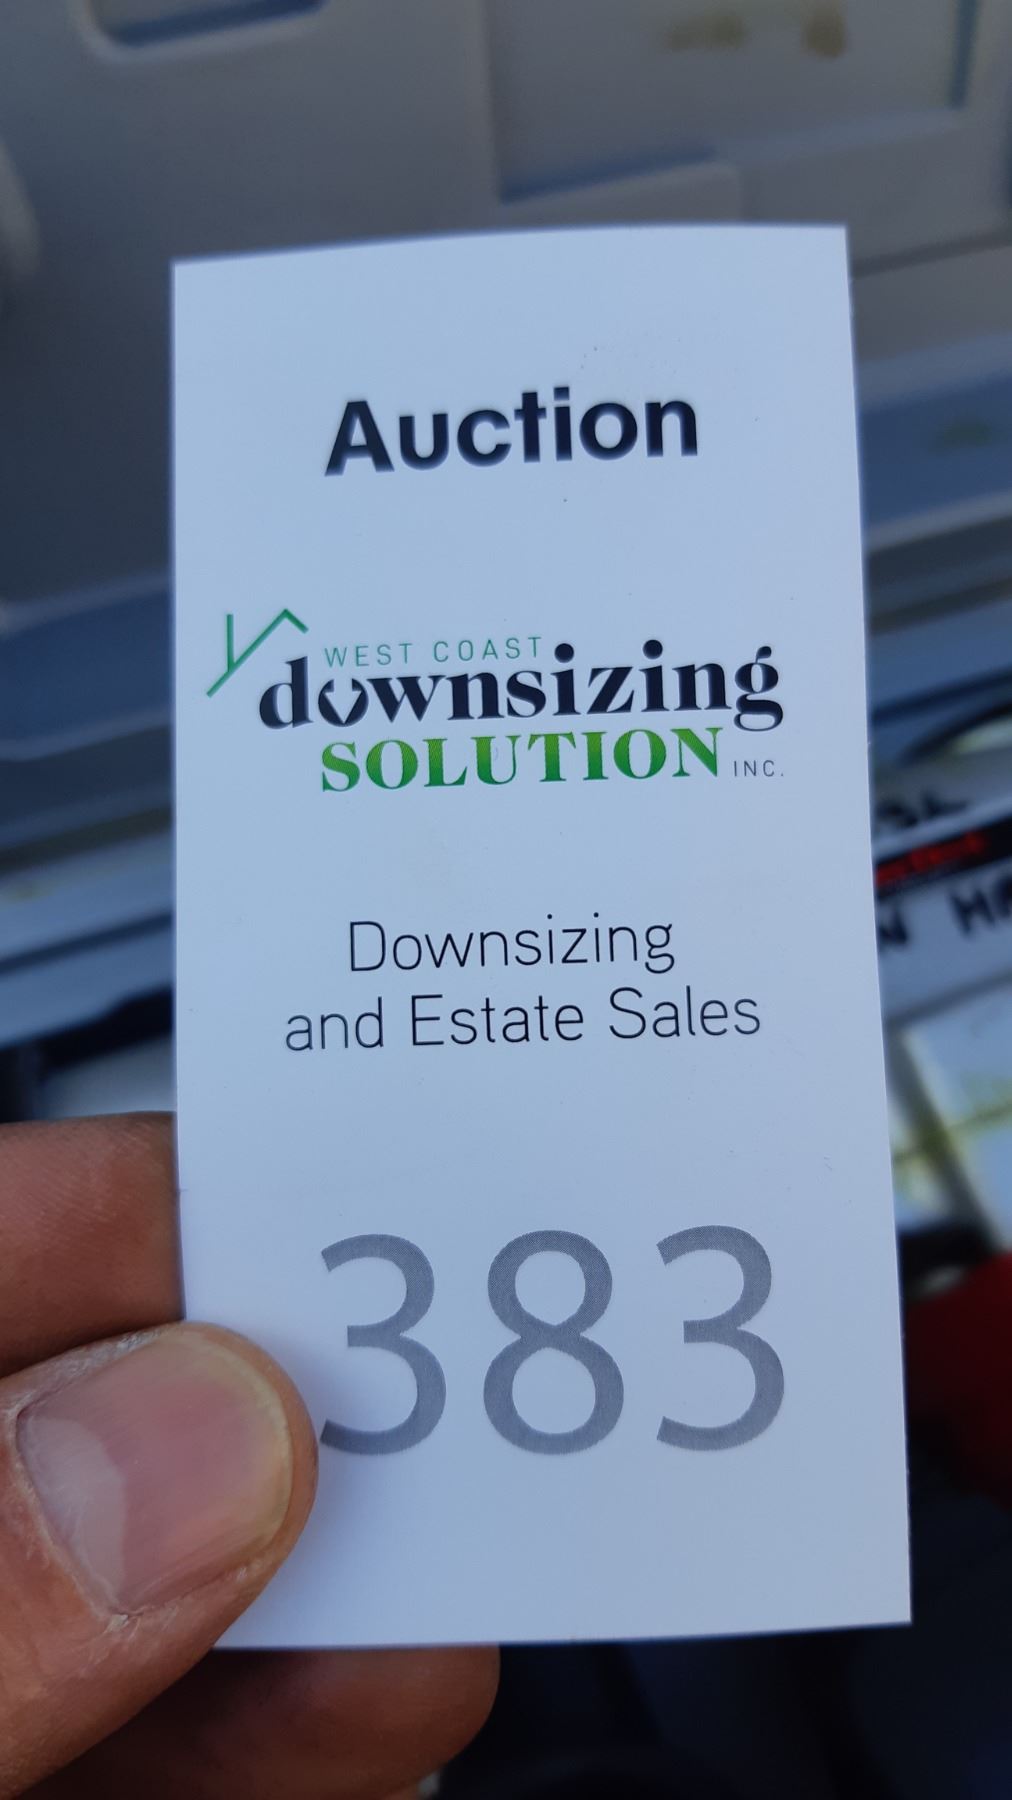 Auction
WEST COAST
downsizing
SOLUTION INC.
Downsizing
and Estate Sales
383